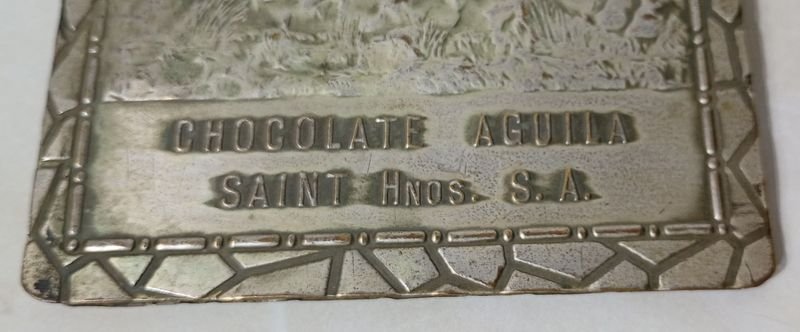 CHOCOLATE AGUILA
SAINT HNOS. S. A.